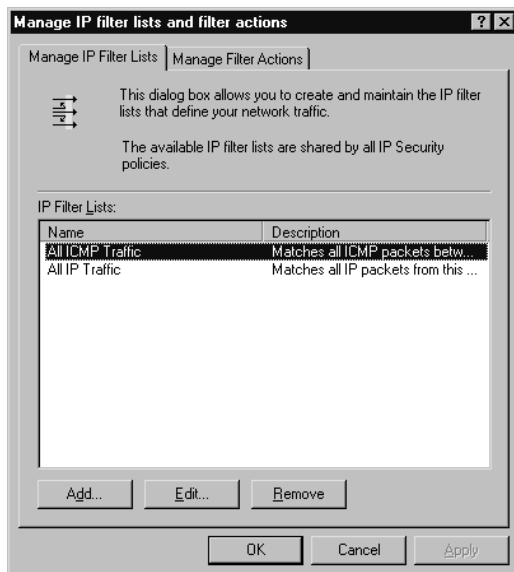 Manage IP filter lists and filter actions
Manage IP Filter Lists
Manage Filter Actions
This dialog box allows you to create and maintain the IP filter
lists that define your network traffic.
The available IP filter lists are shared by all IP Security
policies.
IP Filter Lists:
Name Description
All ICMP Traffic Matches all ICMP packets betw...
All IP Traffic Matches all IP packets from this ...
Add... Edit... Remove
OK Cancel Apply